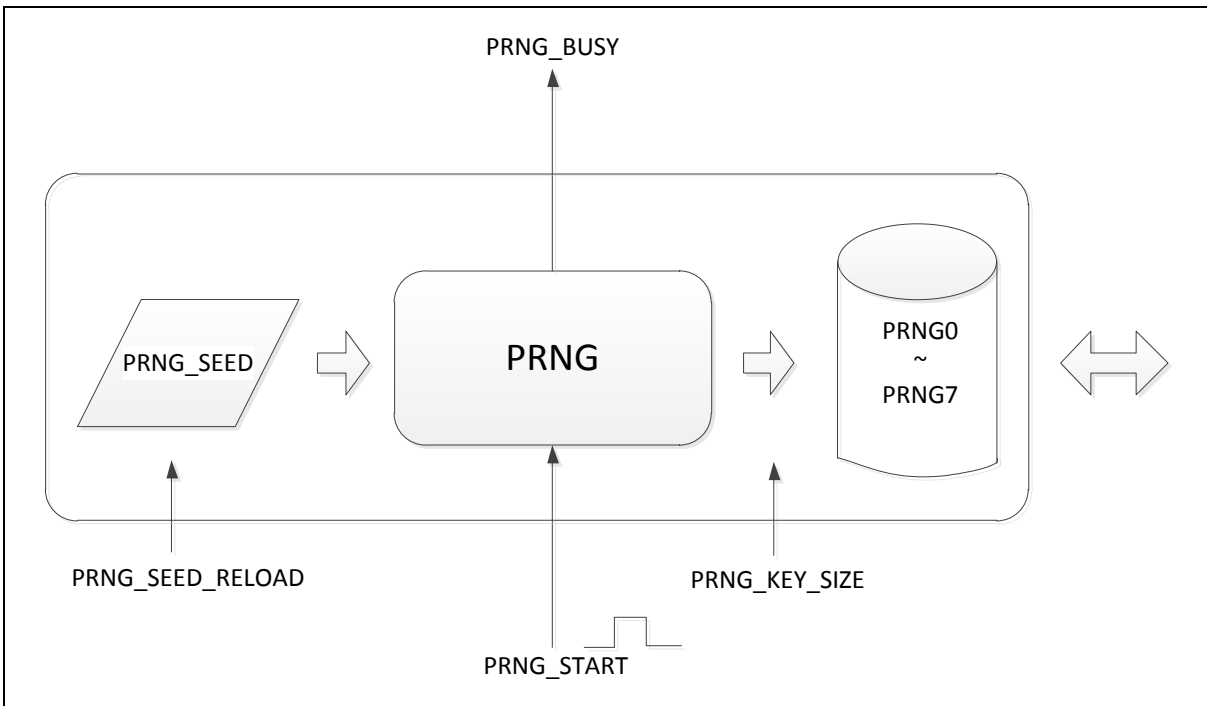 PRNG_BUSY
PRNG_SEED
PRNG
PRNG0
~
PRNG7
PRNG_SEED_RELOAD
PRNG_KEY_SIZE
PRNG_START